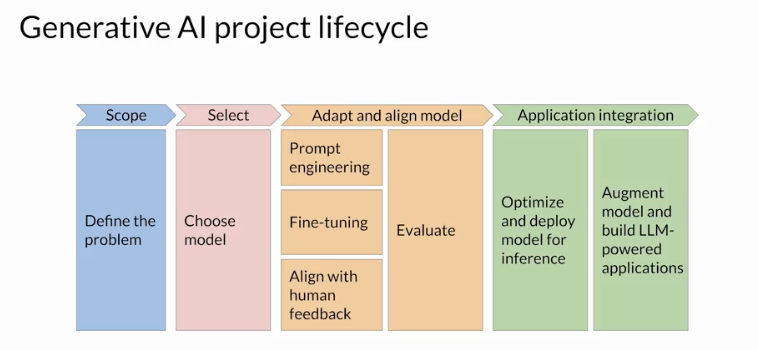 Generative AI project lifecycle
Scope
Select
Adapt and align model
Application integration
Define the
problem
Choose
model
Prompt
engineering
Fine-tuning
Align with
human
feedback
Evaluate
Optimize
and deploy
model for
inference
Augment
model and
build LLM-
powered
applications